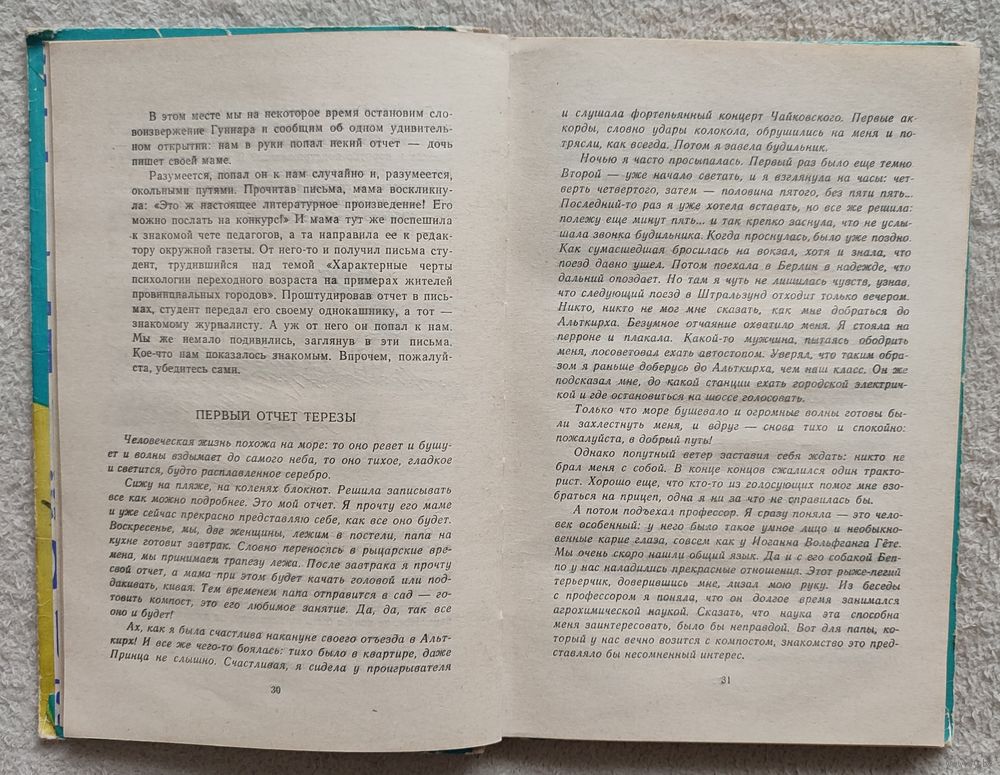 В этом месте мы на некоторое время остановим сло-
воизвержение Гуннара и сообщим об одном удивитель-
ном открытии: нам в руки попал некий отчет — дочь
пишет своей маме.
Разумеется, попал он к нам случайно и, разумеется,
окольными путями. Прочитав письма, мама воскликну-
ла: «Это ж настоящее литературное произведение! Его
можно послать на конкурс!» И мама тут же поспешила
к знакомой чете педагогов, а та направила ее к редак-
тору окружной газеты. От него-то и получил письма сту-
дент, трудившийся над темой «Характерные черты
психологии переходного возраста на примерах жителей
провинциальных городов». Проштудировав отчет в пись-
мах, студент передал его своему однокашнику, а тот —
знакомому журналисту. А уж от него он попал к нам.
Мы же немало подивились, заглянув в эти письма.
Кое-что нам показалось знакомым. Впрочем, пожалуй-
ста, убедитесь сами.
ПЕРВЫЙ ОТЧЕТ ТЕРЕЗЫ
Человеческая жизнь похожа на море: то оно ревет и бушу-
ет и волны вздымает до самого неба, то оно тихое, гладкое
и светится, будто расплавленное серебро.
Сижу на пляже, на коленях блокнот. Решила записывать
все как можно подробнее. Это мой отчет. Я прочту его маме
и уже сейчас прекрасно представляю себе, как все оно будет.
Воскресенье, мы, две женщины, лежим в постели, папа на
кухне готовит завтрак. Словно переносясь в рыцарские вре-
мена, мы принимаем трапезу лежа. После завтрака я прочту
свой отчет, а мама при этом будет качать головой или под-
дакивать, кивая. Тем временем папа отправится в сад — го-
товить компост, это его любимое занятие. Да, да, так все
оно и будет!
Ах, как я была счастлива накануне своего отъезда в Альт-
кирх! И все же чего-то боялась: тихо было в квартире, даже
Принца не слышно. Счастливая, я сидела у проигрывателя
30
и слушала фортепьянный концерт Чайковского. Первые ак-
корды, словно удары колокола, обрушились на меня и по-
трясли, как всегда. Потом я завела будильник.
Ночью я часто просыпалась. Первый раз было еще темно.
Второй — уже начало светать, и я взглянула на часы: чет-
верть четвертого, затем — половина пятого, без пяти пять...
Последний-то раз я уже хотела вставать, но все же решила:
полежу еще минут пять... и так крепко заснула, что не услы-
шала звонка будильника. Когда проснулась, было уже поздно.
Как сумасшедшая бросилась на вокзал, хотя и знала, что
поезд давно ушел. Потом поехала в Берлин в надежде, что
дальний опоздает. Но там я чуть не лишилась чувств, узнав,
что следующий поезд в Штральзунд отходит только вечером.
Никто, никто не мог мне сказать, как мне добраться до
Альткирха. Безумное отчаяние охватило меня. Я стояла на
перроне и плакала. Какой-то мужчина, пытаясь ободрить
меня, посоветовал ехать автостопом. Уверял, что таким обра-
зом я раньше доберусь до Альткирха, чем наш класс. Он же
подсказал мне, до какой станции ехать городской электрич-
кой и где остановиться на шоссе голосовать.
Только что море бушевало и огромные волны готовы бы-
ли захлестнуть меня, и вдруг — снова тихо и спокойно:
пожалуйста, в добрый путь!
Однако попутный ветер заставил себя ждать: никто не
брал меня с собой. В конце концов сжалился один тракто-
рист. Хорошо еще, что кто-то из голосующих помог мне взо-
браться на прицеп, одна я ни за что не справилась бы.
А потом подъехал профессор. Я сразу поняла — это чело-
век особенный: у него было такое умное лицо и необыкно-
венные карие глаза, совсем как у Иоганна Вольфганга Гёте.
Мы очень скоро нашли общий язык. Да и с его собакой Беп-
по у нас наладились прекрасные отношения. Этот рыже-пегий
терьерчик, доверившись мне, лизал мою руку. Из беседы
с профессором я поняла, что он долгое время занимался
агрохимической наукой. Сказать, что наука эта способна
меня заинтересовать, было бы неправдой. Вот для папы, ко-
торый у нас вечно возится с компостом, знакомство это пред-
ставляло бы несомненный интерес.
31